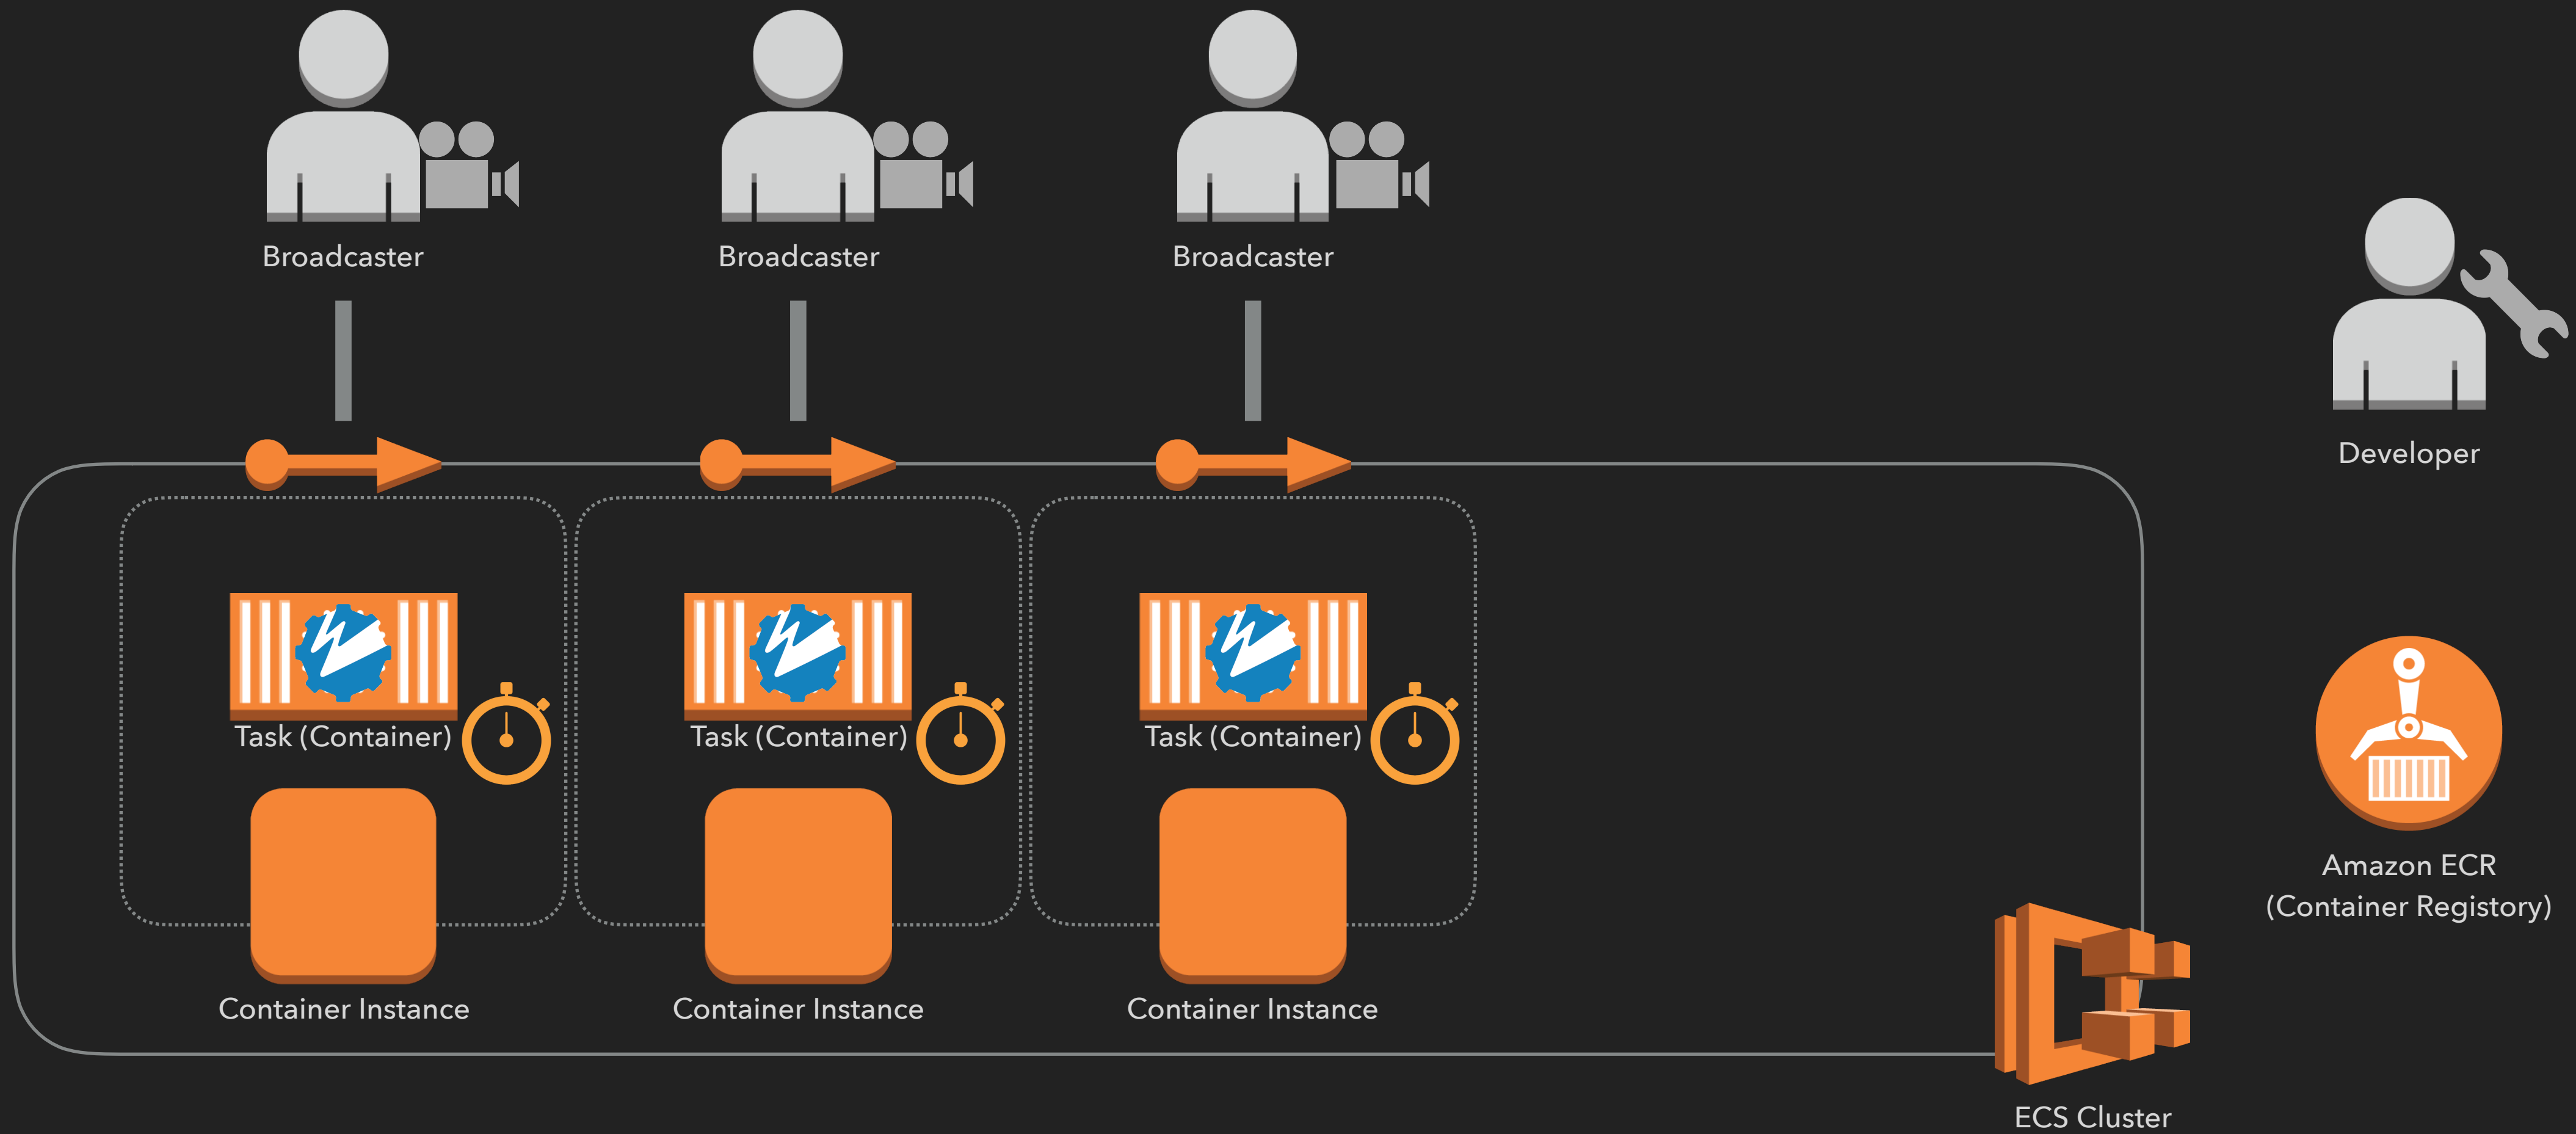 Broadcaster
Broadcaster
Broadcaster
Developer
Task (Container)
Task (Container)
Task (Container)
Amazon ECR
(Container Registory)
Container Instance
Container Instance
Container Instance
ECS Cluster